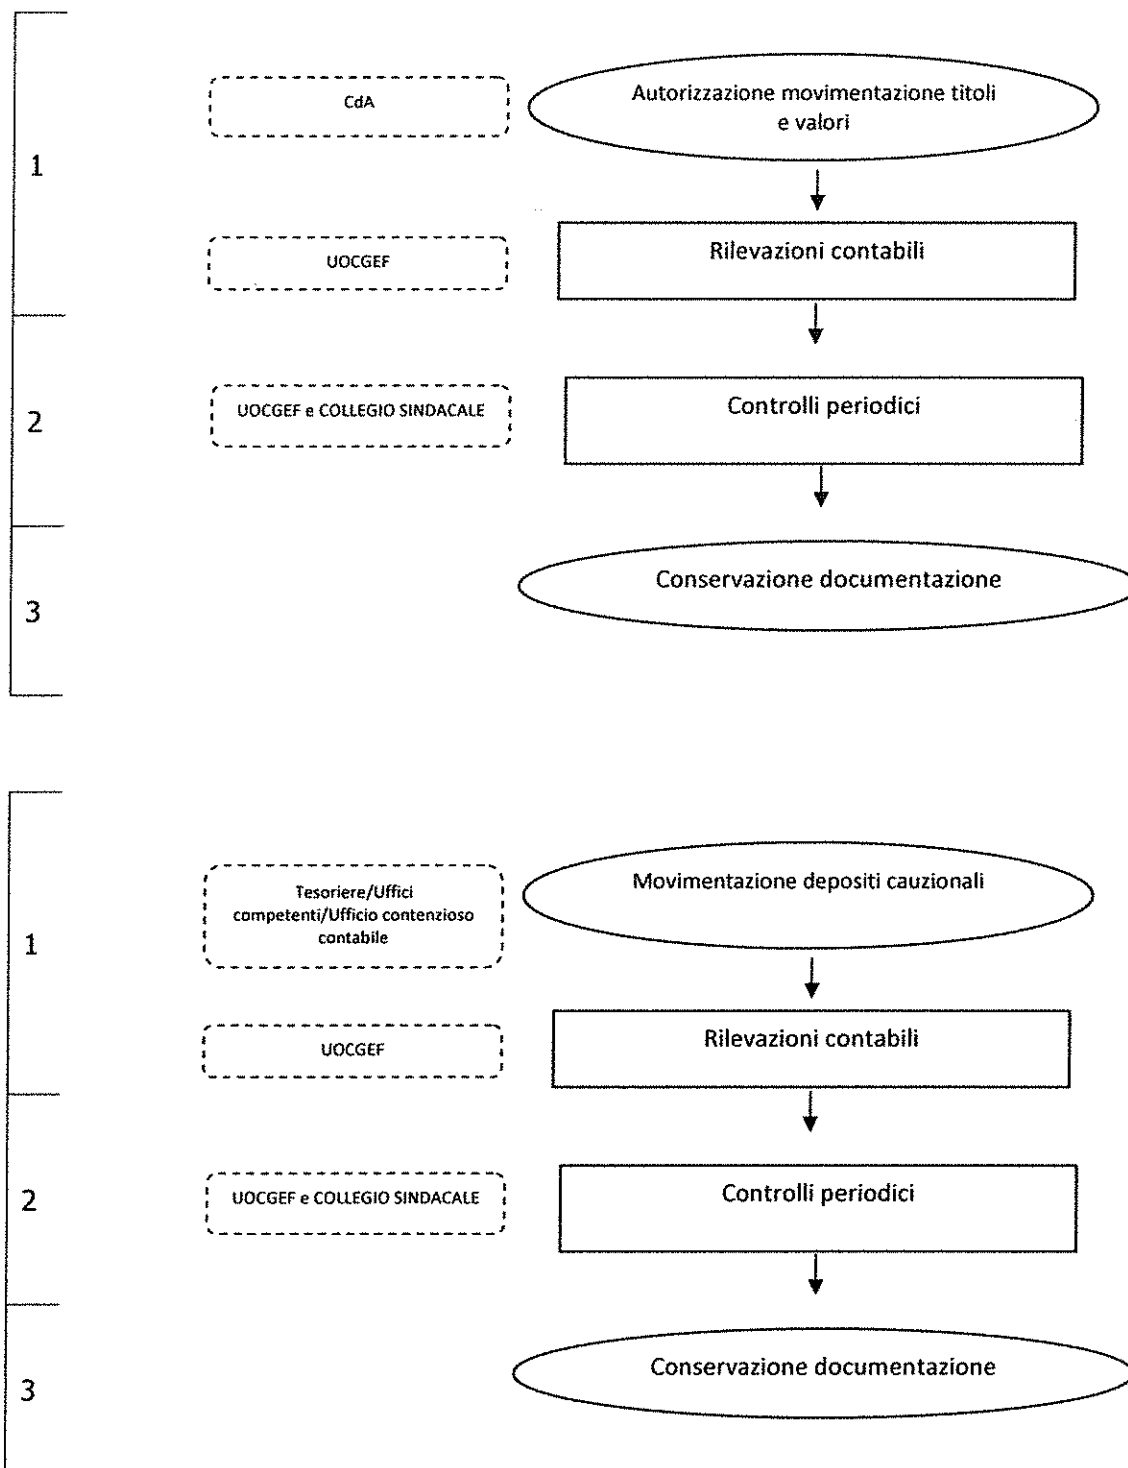 CdA
Autorizzazione movimentazione titoli
e valori
1
UOCGEF
Rilevazioni contabili
UOCGEF e COLLEGIO SINDACALE
Controlli periodici
2
Conservazione documentazione
3
Tesoriere/Uffici
competenti/Ufficio contenzioso
contabile
Movimentazione depositi cauzionali
1
UOCGEF
Rilevazioni contabili
UOCGEF e COLLEGIO SINDACALE
Controlli periodici
2
Conservazione documentazione
3